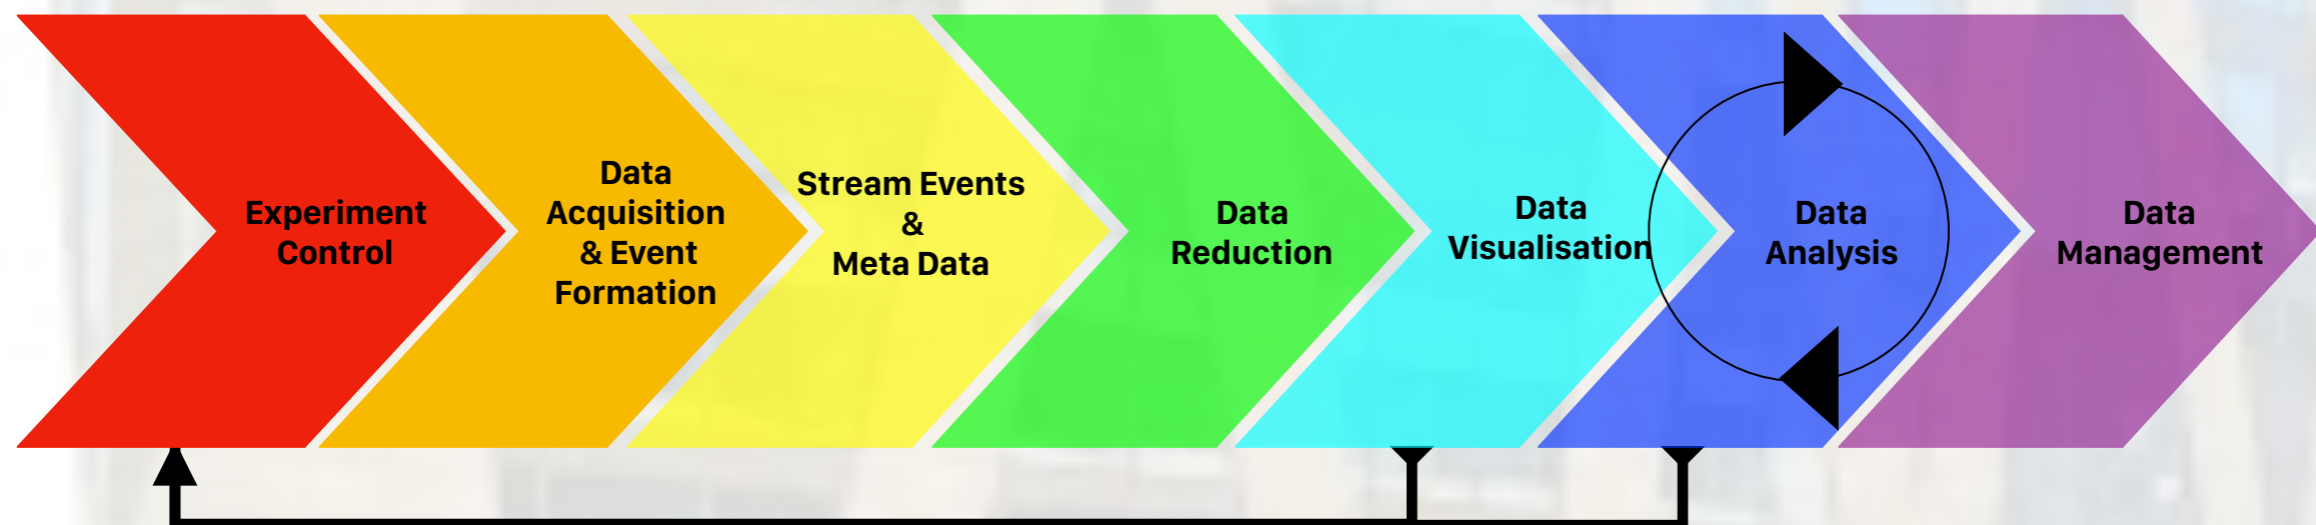 Experiment
Control
Data
Acquisition
& Event
Formation
Stream Events
&
Meta Data
Data
Reduction
Data
Visualisation
Data
Analysis
Data
Management